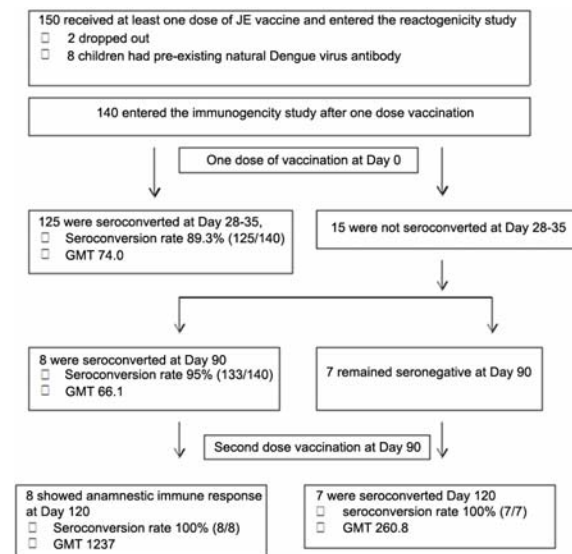 150 received at least one dose of JE vaccine and entered the reactogenicity study
2 dropped out
8 children had pre-existing natural Dengue virus antibody
140 entered the immunogencity study after one dose vaccination
One dose of vaccination at Day 0
125 were seroconverted at Day 28-35,
Seroconversion rate 89.3% (125/140)
GMT 74.0
15 were not seroconverted at Day 28-35
8 were seroconverted at Day 90
Seroconversion rate 95% (133/140)
GMT 66.1
7 remained seronegative at Day 90
Second dose vaccination at Day 90
8 showed anamnestic immune response
at Day 120
Seroconversion rate 100% (8/8)
GMT 1237
7 were seroconverted Day 120
seroconversion rate 100% (7/7)
GMT 260.8